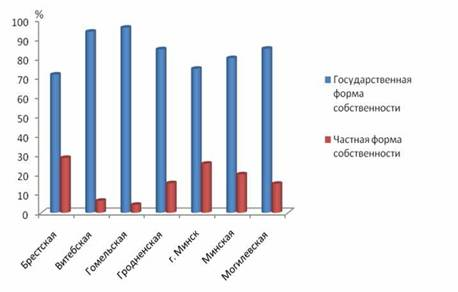 %
100
90
80
70
60
50
40
30
20
10
0
Брестская
Витебская
Гомельская
Гродненская
г. Минск
Минская
Могилевская
Государственная
форма
собственности
Частная форма
собственности